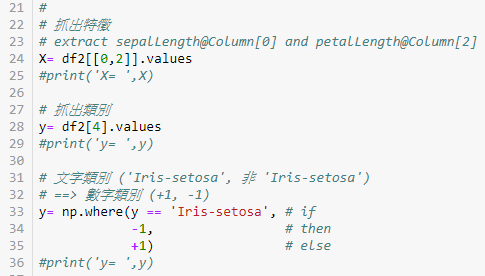 21 #
22 # 抓出特徵
23 # extract sepalLength@Column[0] and petalLength@Column[2]
24 X= df2[[0,2]].values
25 #print('X= ',X)
26
27 # 抓出類別
28 y= df2[4].values
29 #print('y= ',y)
30
31 # 文字類別 ('Iris-setosa', 非 'Iris-setosa')
32 # ==> 數字類別 (+1, -1)
33 y= np.where(y == 'Iris-setosa', # if
34 -1, # then
35 +1) # else
36 #print('y= ',y)